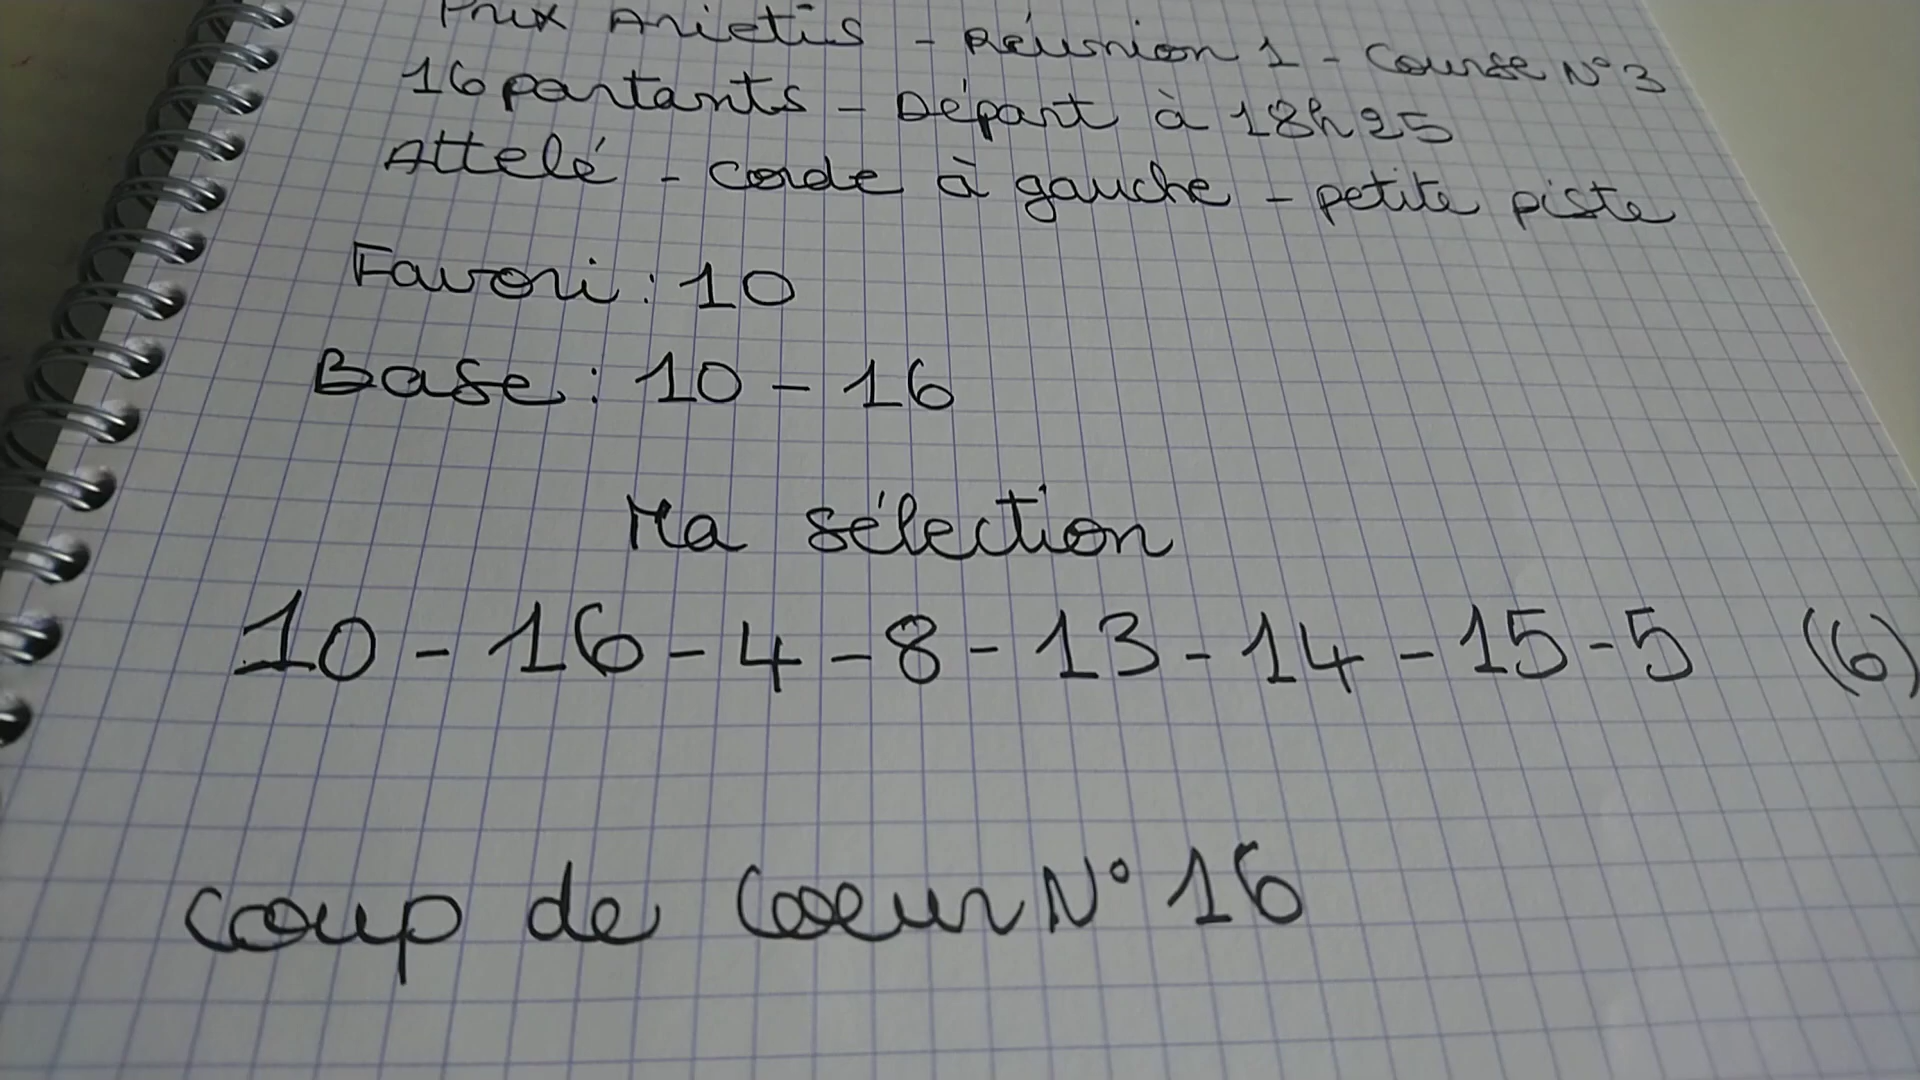 Prix Arietis - Réunion 1 - Course N° 3
16 partants - Départ à 18h25
Attelé - corde à gauche - petite piste
Favori : 10
Base : 10 - 16
Ma sélection
10 - 16 - 4 - 8 - 13 - 14 - 15 - 5 (6)
coup de coeur N° 16